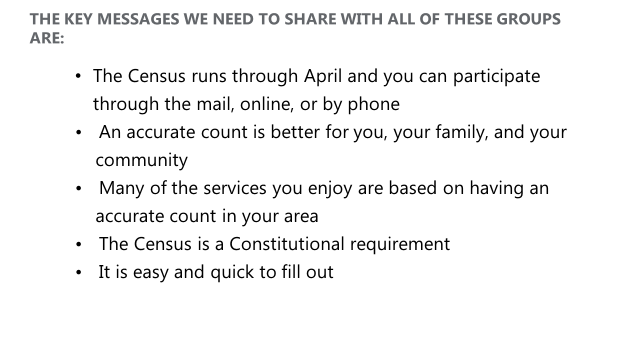 THE KEY MESSAGES WE NEED TO SHARE WITH ALL OF THESE GROUPS
ARE:
• The Census runs through April and you can participate
through the mail, online, or by phone
• An accurate count is better for you, your family, and your
community
• Many of the services you enjoy are based on having an
accurate count in your area
• The Census is a Constitutional requirement
• It is easy and quick to fill out